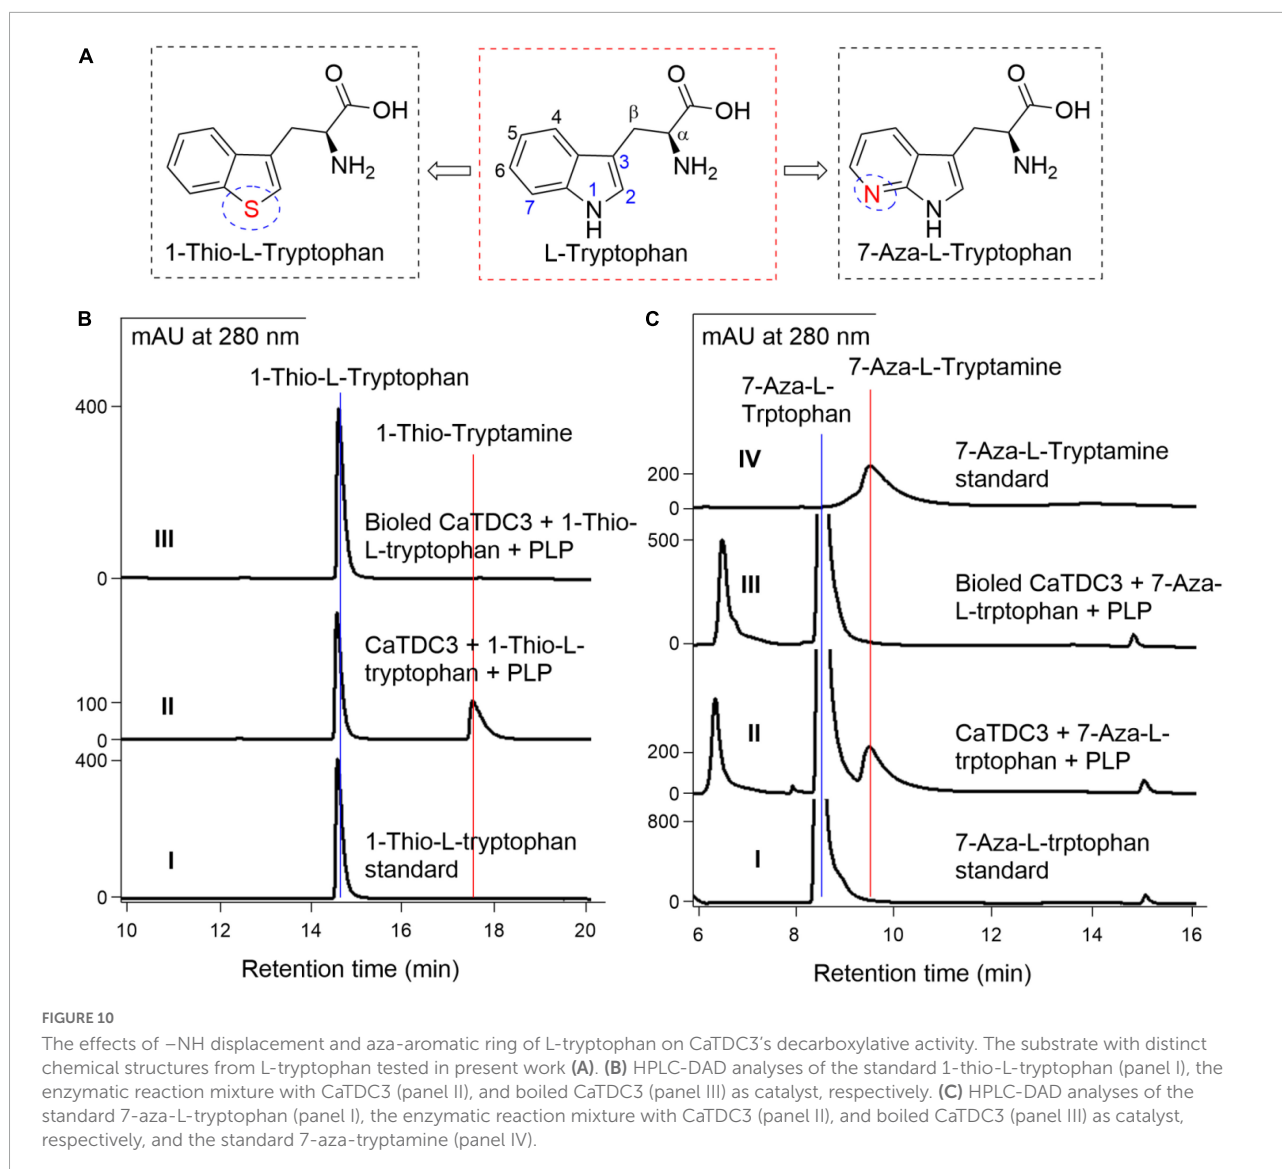 A
O
OH
NH2
S
1-Thio-L-Tryptophan
O
OH
NH2
β
α
4
5
6
7
3
2
1
N
H
L-Tryptophan
O
OH
NH2
N
N
H
7-Aza-L-Tryptophan
B
mAU at 280 nm
1-Thio-L-Tryptophan
1-Thio-Tryptamine
400
III
Bioled CaTDC3 + 1-Thio-
L-tryptophan + PLP
0
CaTDC3 + 1-Thio-L-
tryptophan + PLP
II
100
0
400
1-Thio-L-tryptophan
standard
I
0
10 12 14 16 18 20
Retention time (min)
C
mAU at 280 nm
7-Aza-L-Tryptamine
7-Aza-L-
Trptophan
IV
7-Aza-L-Tryptamine
standard
200
0
500
III
Bioled CaTDC3 + 7-Aza-
L-trptophan + PLP
0
II
CaTDC3 + 7-Aza-L-
trptophan + PLP
200
0
800
I
7-Aza-L-trptophan
standard
0
6 8 10 12 14 16
Retention time (min)
FIGURE 10
The effects of –NH displacement and aza-aromatic ring of L-tryptophan on CaTDC3's decarboxylative activity. The substrate with distinct
chemical structures from L-tryptophan tested in present work (A). (B) HPLC-DAD analyses of the standard 1-thio-L-tryptophan (panel I), the
enzymatic reaction mixture with CaTDC3 (panel II), and boiled CaTDC3 (panel III) as catalyst, respectively. (C) HPLC-DAD analyses of the
standard 7-aza-L-tryptophan (panel I), the enzymatic reaction mixture with CaTDC3 (panel II), and boiled CaTDC3 (panel III) as catalyst,
respectively, and the standard 7-aza-tryptamine (panel IV).